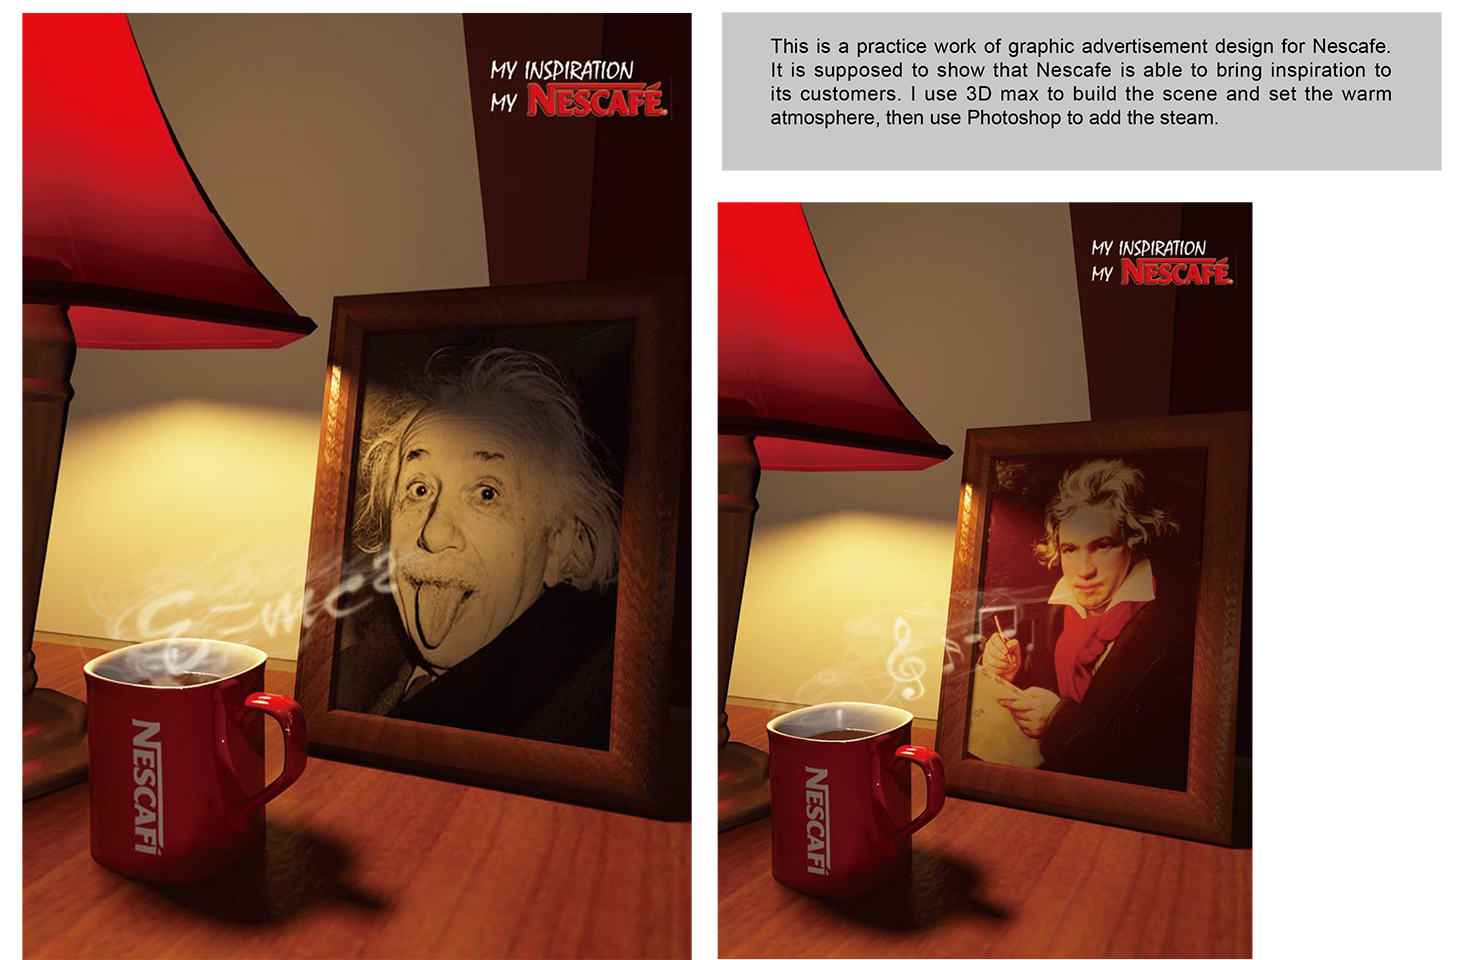 MY INSPIRATION
MY NESCAFÉ.
This is a practice work of graphic advertisement design for Nescafe.
It is supposed to show that Nescafe is able to bring inspiration to
its customers. I use 3D max to build the scene and set the warm
atmosphere, then use Photoshop to add the steam.
E=mc2
NESCAFÉ
MY INSPIRATION
MY NESCAFÉ.
NESCAFÉ